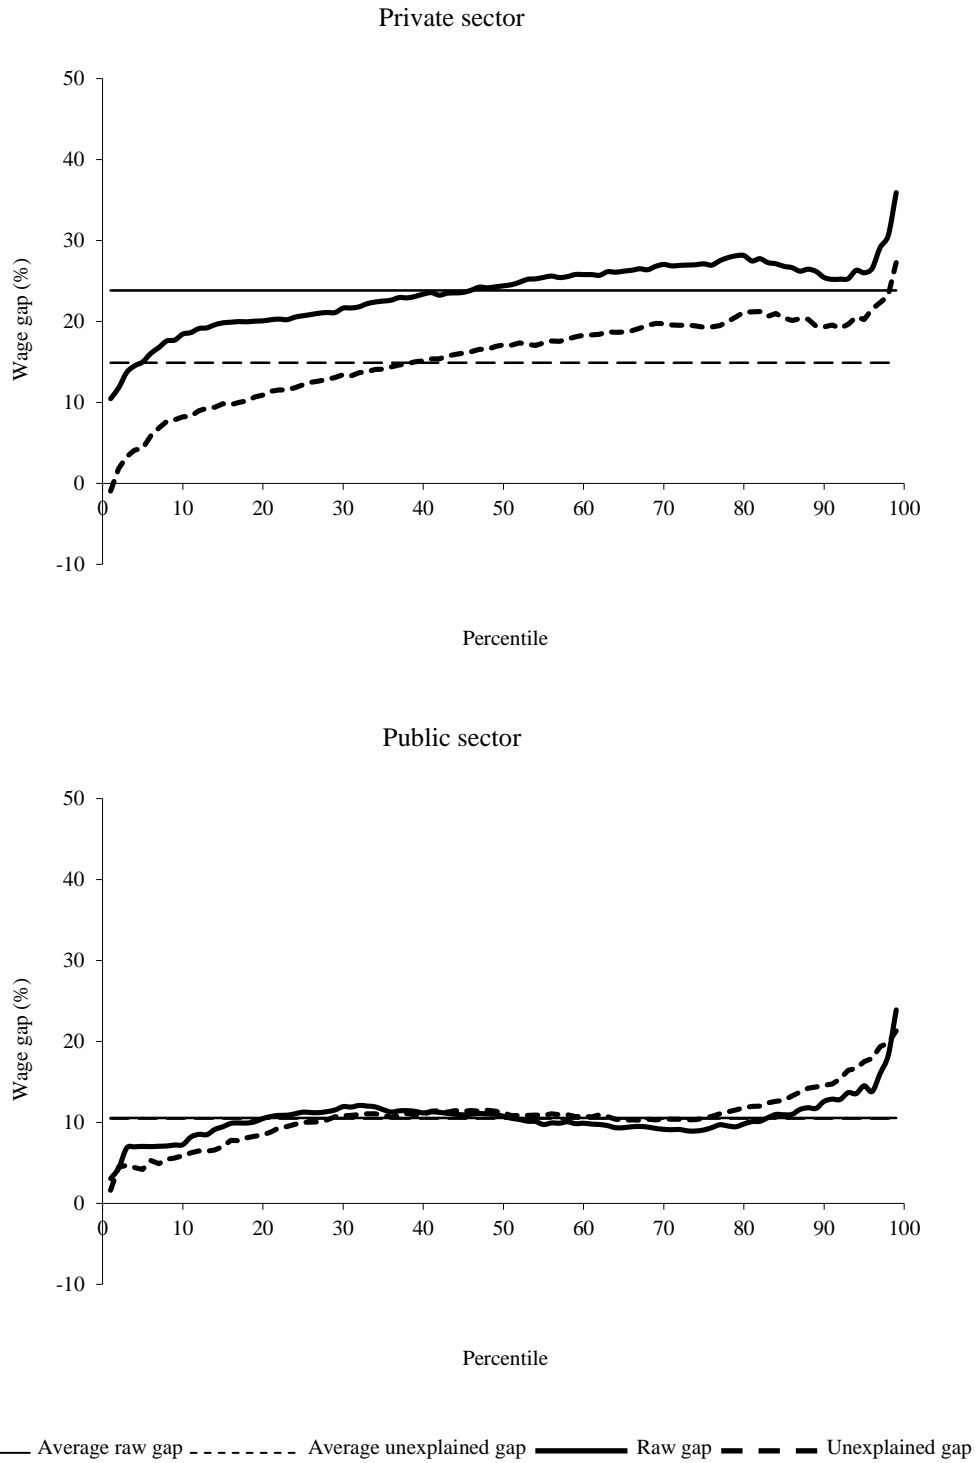 Private sector
50
40
30
20
10
0
-10
Wage gap (%)
0 10 20 30 40 50 60 70 80 90 100
Percentile
Public sector
50
40
30
20
10
0
-10
Wage gap (%)
0 10 20 30 40 50 60 70 80 90 100
Percentile
Average raw gap Average unexplained gap Raw gap Unexplained gap